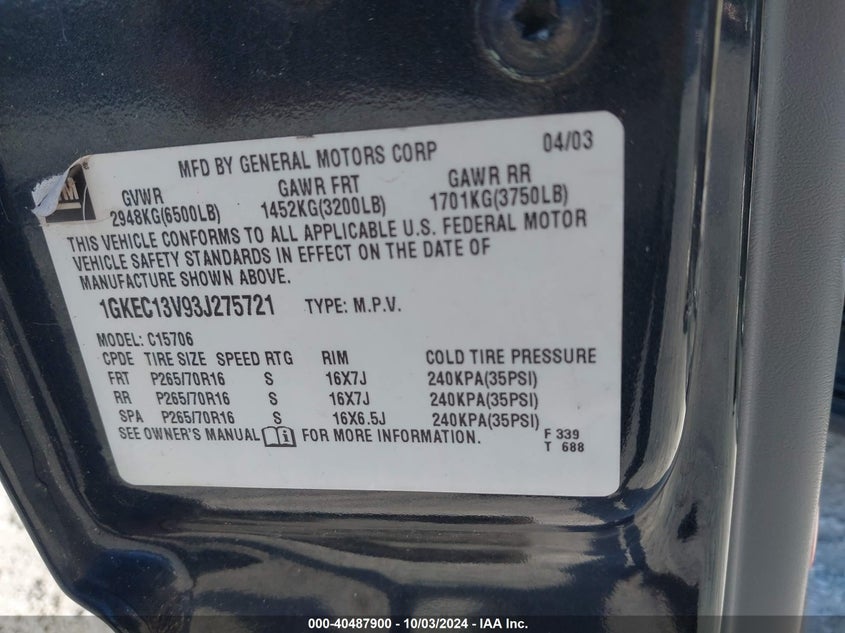 MFD BY GENERAL MOTORS CORP 04/03
GVWR GAWR FRT GAWR RR
2948KG(6500LB) 1452KG(3200LB) 1701KG(3750LB)
THIS VEHICLE CONFORMS TO ALL APPLICABLE U.S. FEDERAL MOTOR
VEHICLE SAFETY STANDARDS IN EFFECT ON THE DATE OF
MANUFACTURE SHOWN ABOVE.
1GKEC13V93J275721 TYPE: M.P.V.
MODEL: C15706
CPDE TIRE SIZE SPEED RTG RIM COLD TIRE PRESSURE
FRT P265/70R16 S 16X7J 240KPA(35PSI)
RR P265/70R16 S 16X7J 240KPA(35PSI)
SPA P265/70R16 S 16X6.5J 240KPA(35PSI)
SEE OWNER'S MANUAL FOR MORE INFORMATION. F 339
T 688
000-40487900 - 10/03/2024 - IAA Inc.